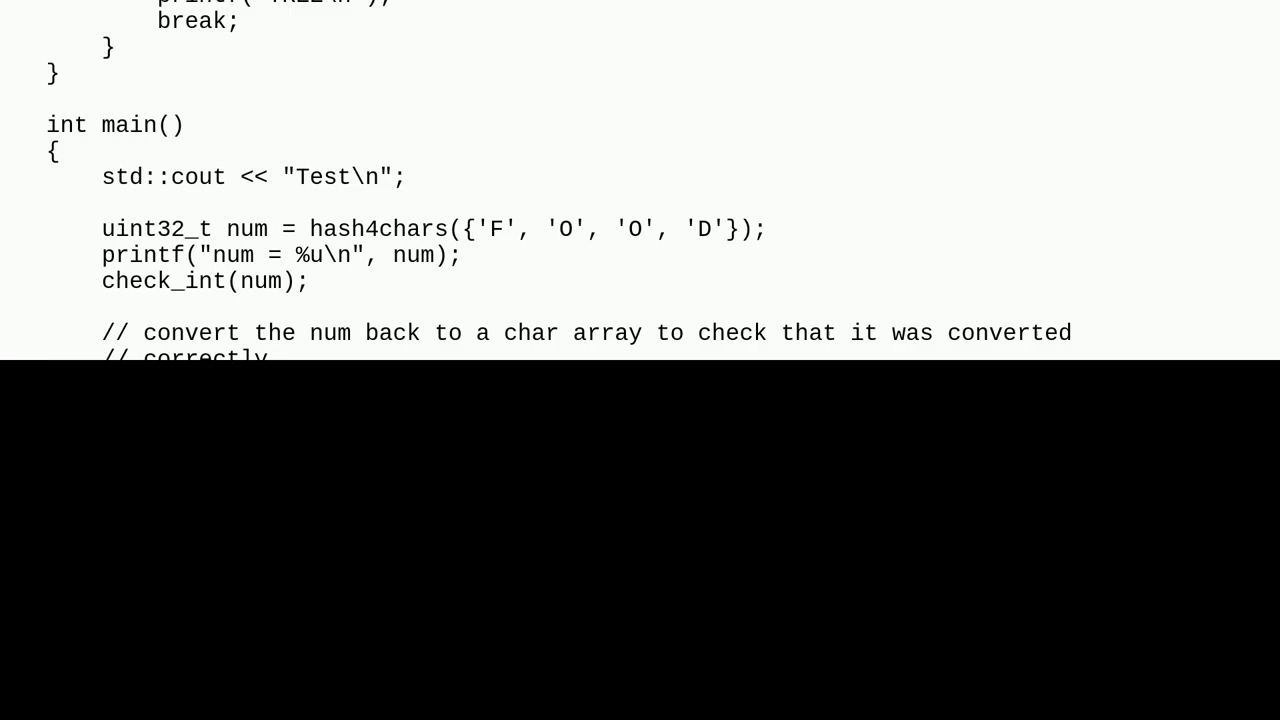 break;
}
}
int main()
{
std::cout << "Test\n";
uint32_t num = hash4chars({'F', 'O', 'O', 'D'});
printf("num = %u\n", num);
check_int(num);
// convert the num back to a char array to check that it was converted
// correctly